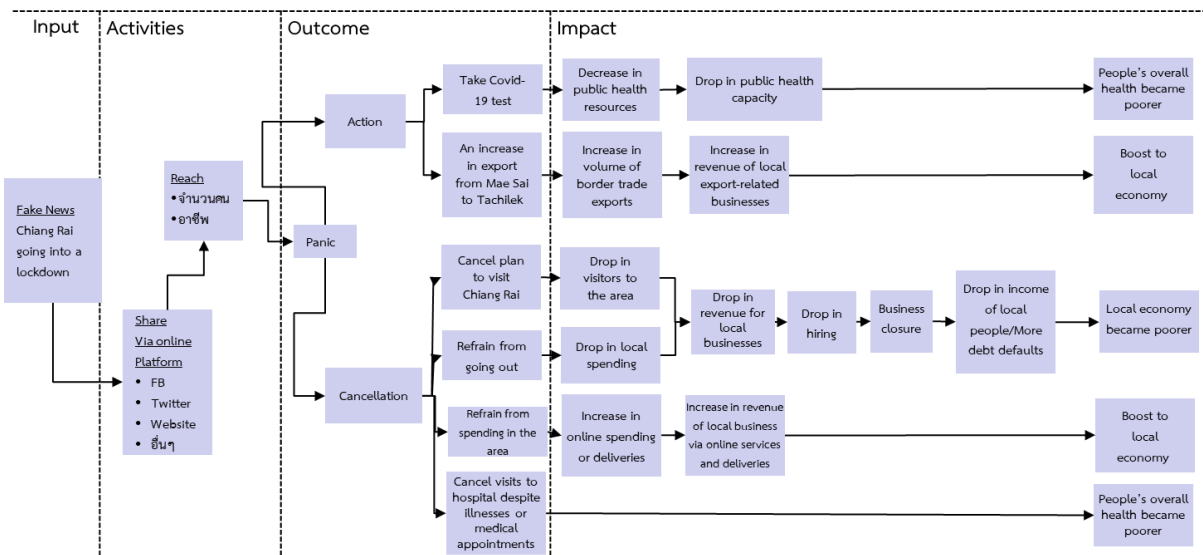 Input
Activities
Outcome
Impact
Fake News
Chiang Rai
going into a
lockdown
Share
Via online
Platform
• FB
• Twitter
• Website
• อื่นๆ
Reach
•จำนวนคน
•อาชีพ
Panic
Action
Take Covid-
19 test
Decrease in
public health
resources
Drop in public health
capacity
People's overall
health became
poorer
An increase
in export
from Mae Sai
to Tachilek
Increase in
volume of
border trade
exports
Increase in
revenue of local
export-related
businesses
Boost to
local
economy
Cancellation
Cancel plan
to visit
Chiang Rai
Drop in
visitors to
the area
Refrain from
going out
Drop in local
spending
Drop in
revenue for
local
businesses
Drop in
hiring
Business
closure
Drop in income
of local
people/More
debt defaults
Local economy
became poorer
Refrain from
spending in the
area
Increase in
online spending
or deliveries
Increase in revenue
of local business
via online services
and deliveries
Boost to
local
economy
Cancel visits to
hospital despite
illnesses or
medical
appointments
People's overall
health became
poorer